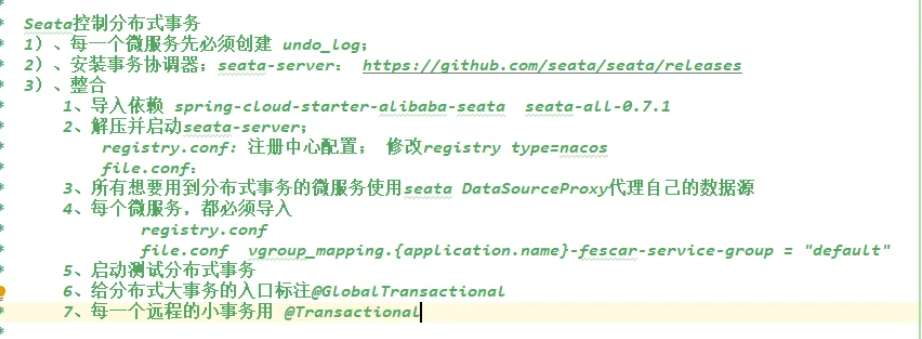 *
* Seata控制分布式事务
* 1）、每一个微服务先必须创建 undo_log;
* 2）、安装事务协调器；seata-server： https://github.com/seata/seata/releases
* 3）、整合
* 1、导入依赖 spring-cloud-starter-alibaba-seata seata-all-0.7.1
* 2、解压并启动seata-server；
* registry.conf: 注册中心配置； 修改registry type=nacos
* file.conf：
* 3、所有想要用到分布式事务的微服务使用seata DataSourceProxy代理自己的数据源
* 4、每个微服务，都必须导入
* registry.conf
* file.conf vgroup_mapping.{application.name}-fescar-service-group = "default"
* 5、启动测试分布式事务
* 6、给分布式大事务的入口标注@GlobalTransactional
* 7、每一个远程的小事务用 @Transactional
*